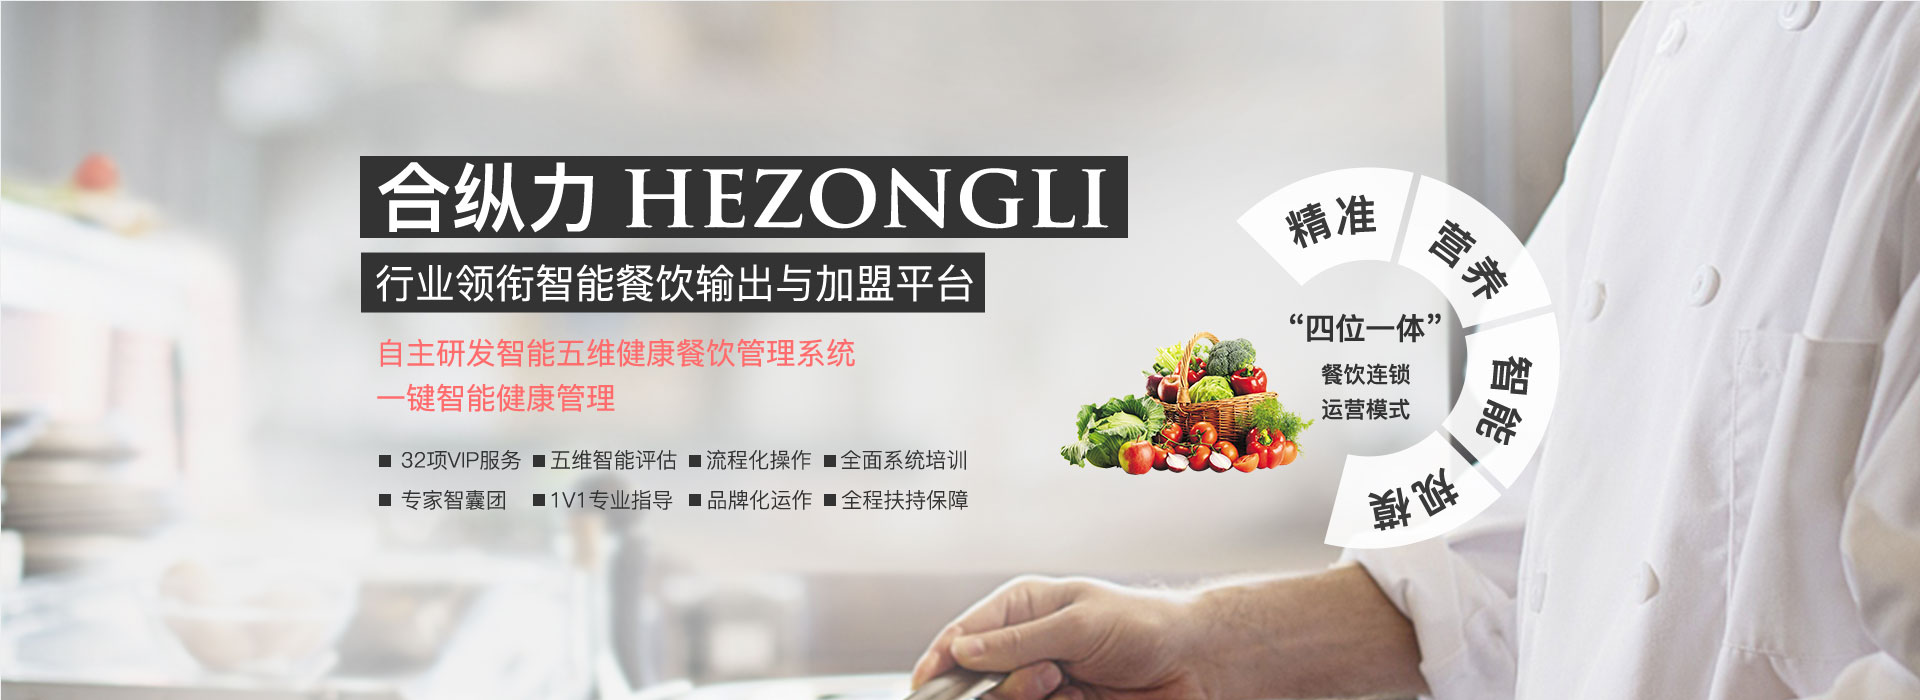 合纵力 HEZONGLI
行业领衔智能餐饮输出与加盟平台
自主研发智能五维健康餐饮管理系统
一键智能健康管理
■ 32项VIP服务 ■ 五维智能评估 ■ 流程化操作 ■ 全面系统培训
■ 专家智囊团 ■ 1V1专业指导 ■ 品牌化运作 ■ 全程扶持保障
精准
营养
智能
规模
“四位一体”
餐饮连锁
运营模式